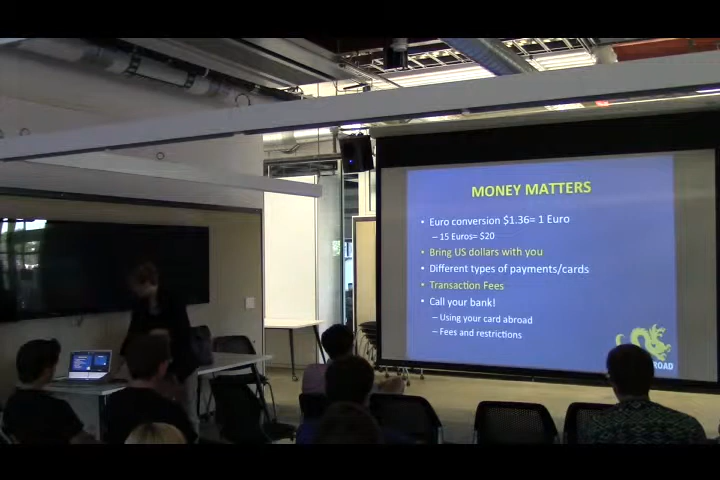 MONEY MATTERS
• Euro conversion $1.36= 1 Euro
– 15 Euros= $20
• Bring US dollars with you
• Different types of payments/cards
• Transaction Fees
• Call your bank!
– Using your card abroad
– Fees and restrictions